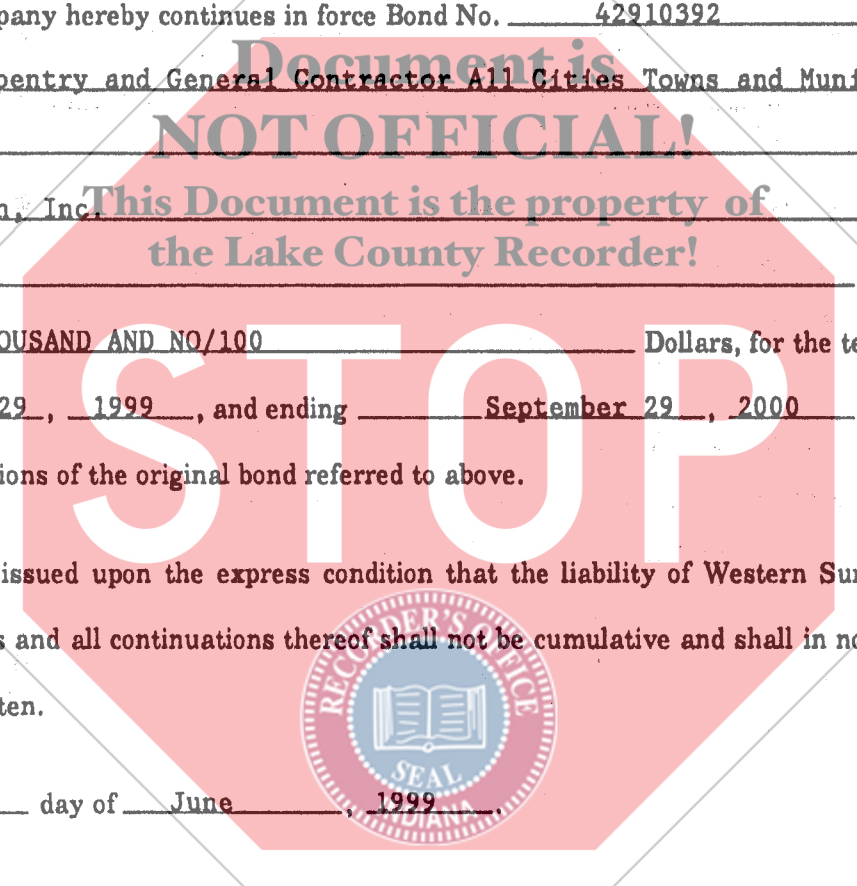 pany hereby continues in force Bond No. 42910392
Document is
pentry and General Contractor All Cities Towns and Muni
NOT OFFICIAL!
n, Inc.
This Document is the property of
the Lake County Recorder!
OUSAND AND NO/100 Dollars, for the te
29, 1999, and ending September 29, 2000
STOP
ions of the original bond referred to above.
issued upon the express condition that the liability of Western Sur
s and all continuations thereof shall not be cumulative and shall in no
ten.
RECORDER'S OFFICE
SEAL
INDIANA
day of June, 1999.